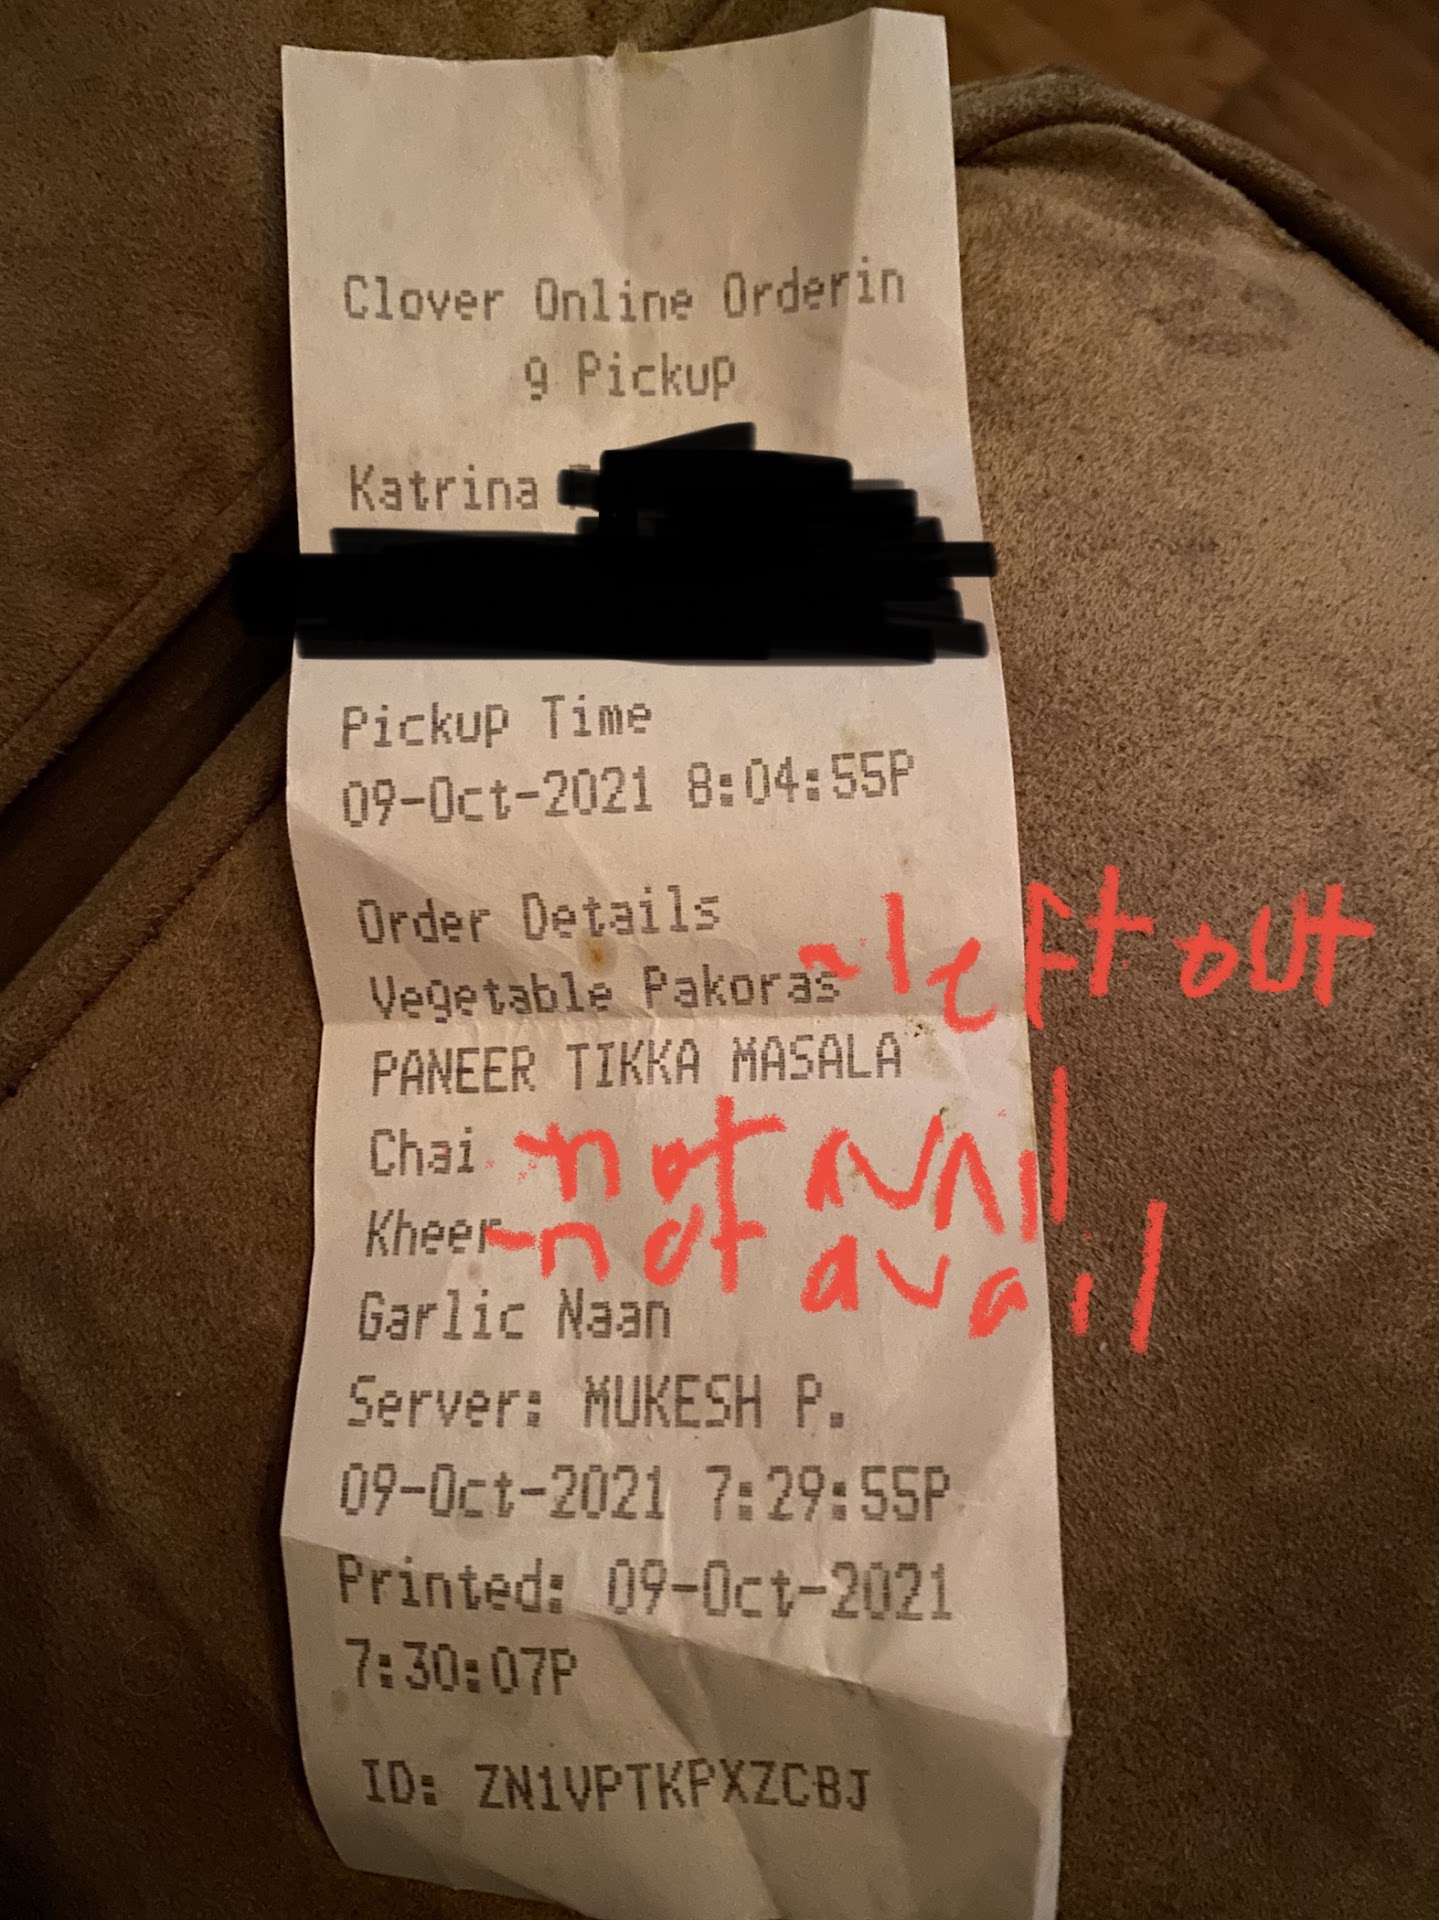 Clover Online Orderin
g Pickup
Katrina
Pickup Time
09-Oct-2021 8:04:55P
Order Details
Vegetable Pakoras ~ left out
PANEER TIKKA MASALA
Chai - not avail
Kheer - not avail
Garlic Naan
Server: MUKESH P.
09-Oct-2021 7:29:55P
Printed: 09-Oct-2021
7:30:07P
ID: ZN1VPTKPXZCBJ